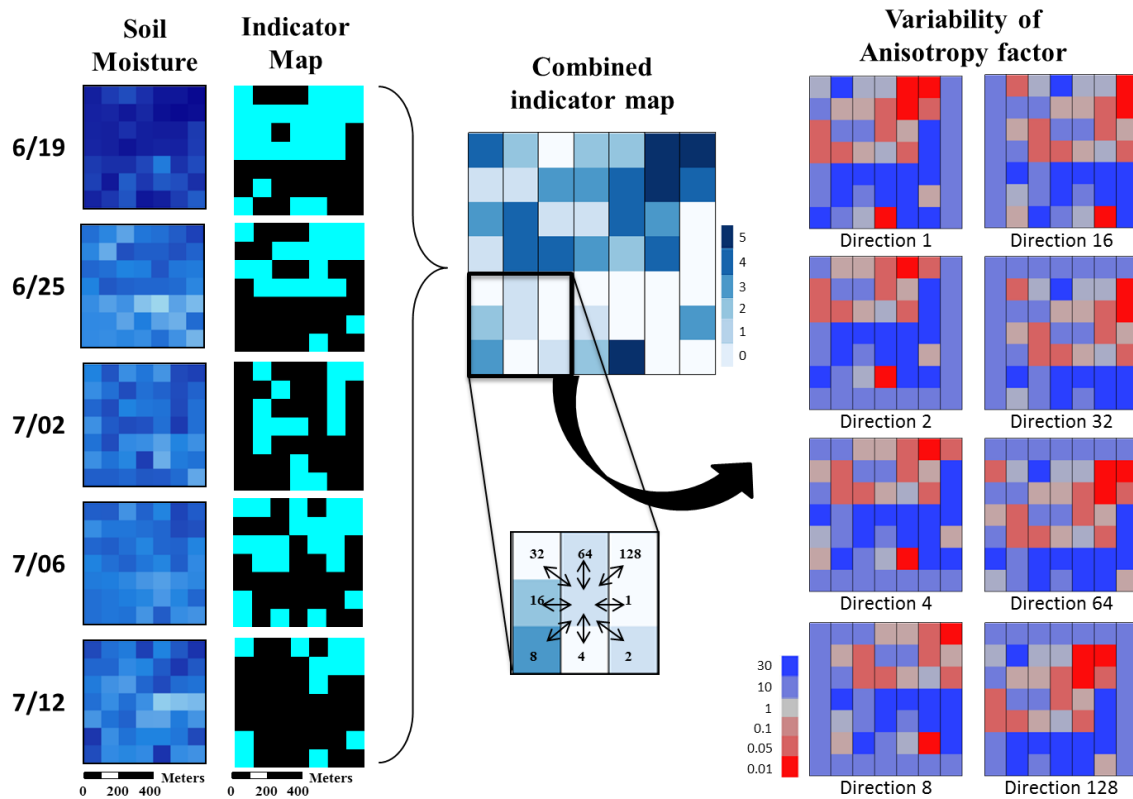 Soil
Moisture
Indicator
Map
Combined
indicator map
Variability of
Anisotropy factor
6/19
6/25
7/02
7/06
7/12
Meters
0 200 400
Meters
0 200 400
5
4
3
2
1
0
32 64 128
16 1
8 4 2
Direction 1
Direction 16
Direction 2
Direction 32
Direction 4
Direction 64
30
10
1
0.1
0.05
0.01
Direction 8
Direction 128